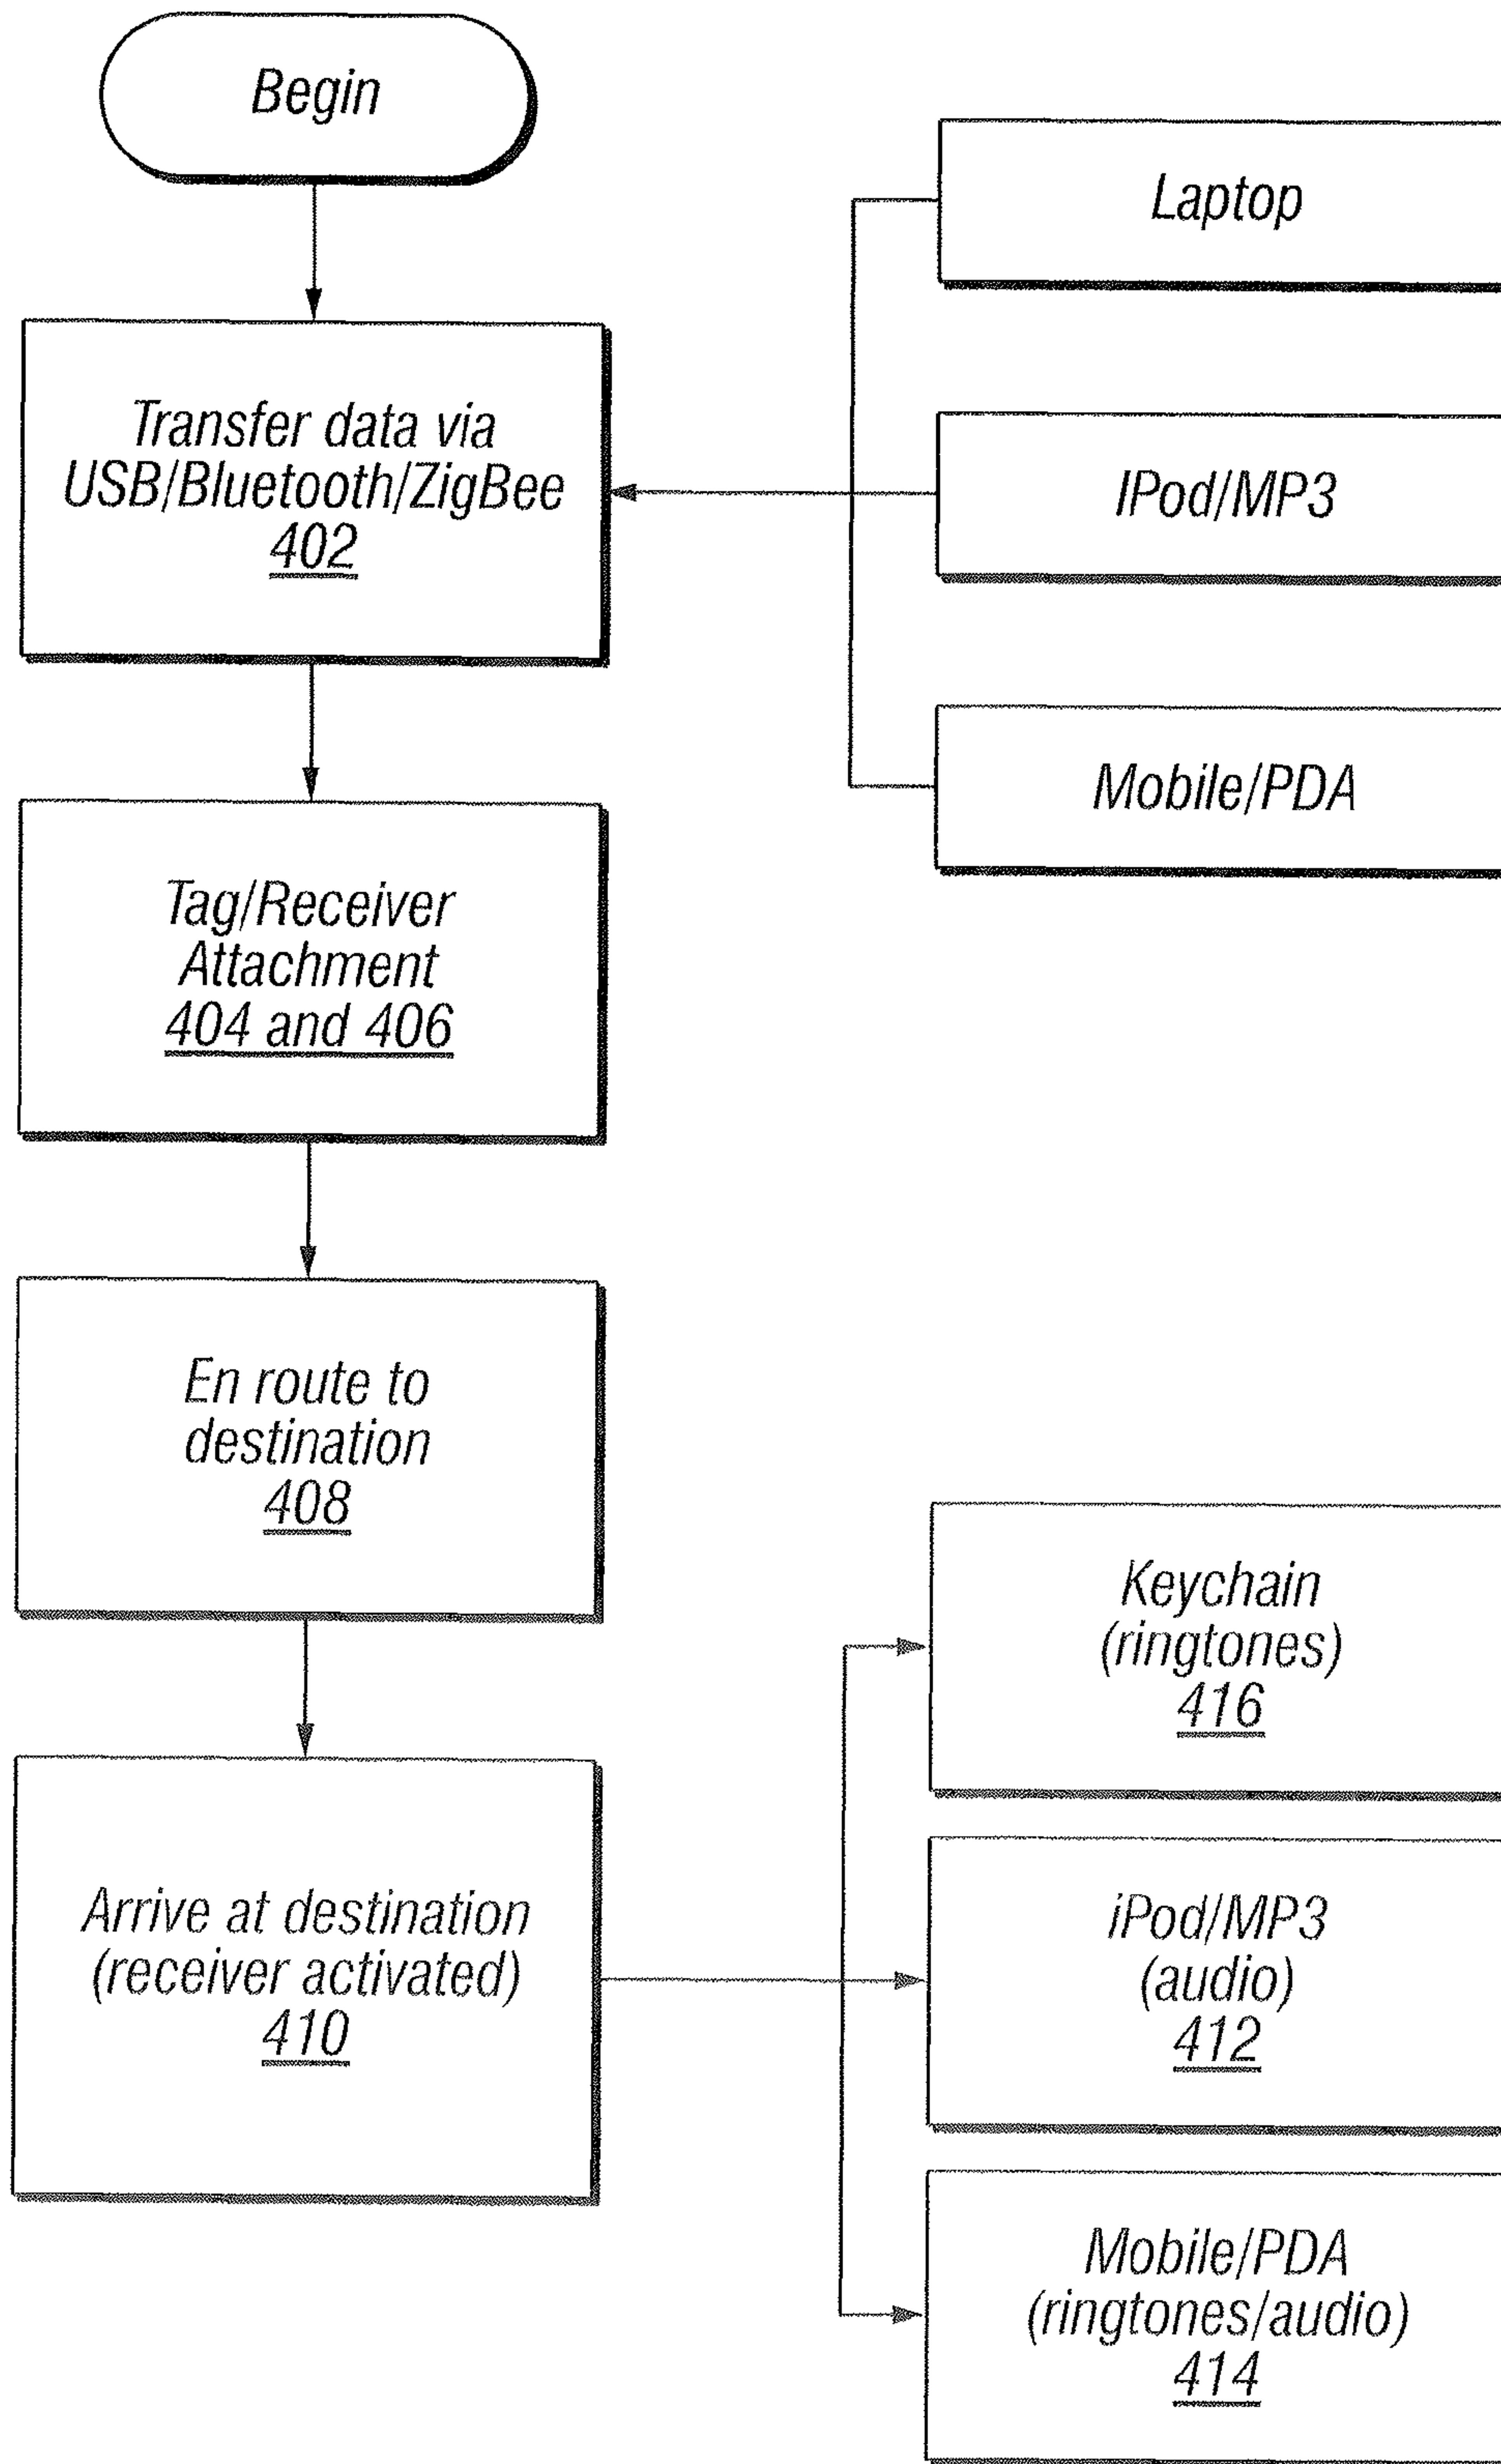 Begin
Laptop
Transfer data via
USB/Bluetooth/ZigBee
402
IPod/MP3
Mobile/PDA
Tag/Receiver
Attachment
404 and 406
En route to
destination
408
Keychain
(ringtones)
416
Arrive at destination
(receiver activated)
410
iPod/MP3
(audio)
412
Mobile/PDA
(ringtones/audio)
414